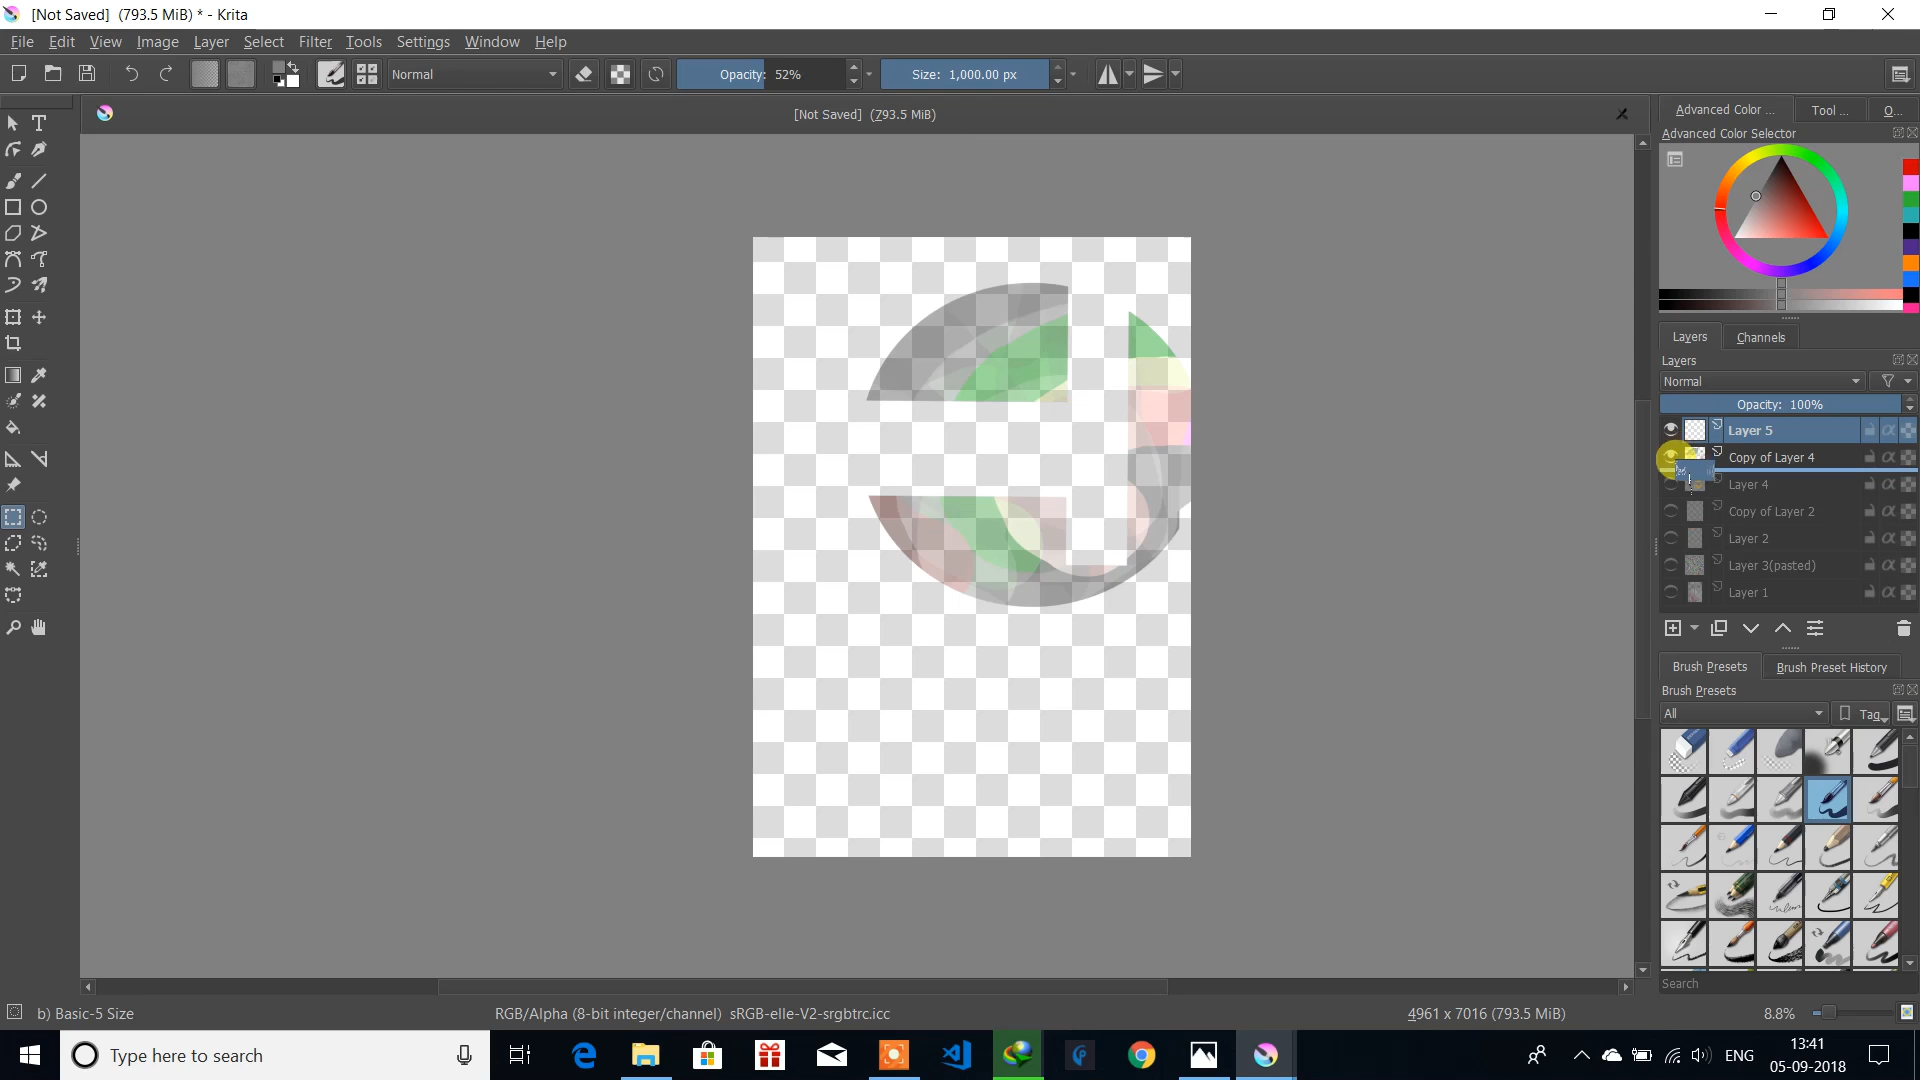 [Not Saved] (793.5 MiB) * - Krita
File Edit View Image Layer Select Filter Tools Settings Window Help
Normal
Opacity: 52%
Size: 1,000.00 px
[Not Saved] (793.5 MiB)
Advanced Color ...
Tool ...
O...
Advanced Color Selector
Layers
Channels
Layers
Normal
Opacity: 100%
Layer 5
Copy of Layer 4
Layer 4
Copy of Layer 2
Layer 2
Layer 3(pasted)
Layer 1
Brush Presets
Brush Preset History
Brush Presets
All
Tag
Search
b) Basic-5 Size
RGB/Alpha (8-bit integer/channel) sRGB-elle-V2-srgbtrc.icc
4961 x 7016 (793.5 MiB)
8.8%
Type here to search
ENG
13:41
05-09-2018